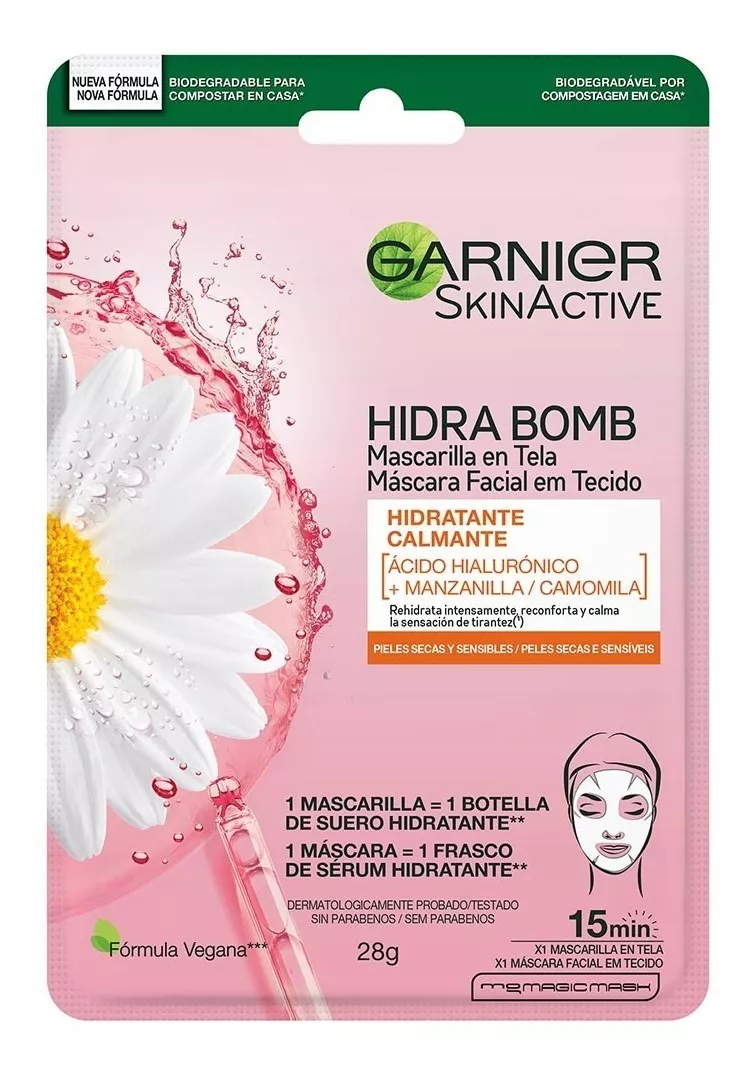 NUEVA FÓRMULA
NOVA FÓRMULA
BIODEGRADABLE PARA
COMPOSTAR EN CASA*
BIODEGRADÁVEL POR
COMPOSTAGEM EM CASA*
GARNIER
SKINACTIVE
HIDRA BOMB
Mascarilla en Tela
Máscara Facial em Tecido
HIDRATANTE
CALMANTE
[ÁCIDO HIALURÓNICO
+ MANZANILLA / CAMOMILA]
Rehidrata intensamente, reconforta y calma
la sensación de tirantez(¹)
PIELES SECAS Y SENSIBLES / PELES SECAS E SENSÍVEIS
1 MASCARILLA = 1 BOTELLA
DE SUERO HIDRATANTE**
1 MÁSCARA = 1 FRASCO
DE SÉRUM HIDRATANTE**
DERMATOLOGICAMENTE PROBADO/TESTADO
SIN PARABENOS / SEM PARABENOS
Fórmula Vegana***
28g
15min
X1 MASCARILLA EN TELA
X1 MÁSCARA FACIAL EM TECIDO
MAGIC MASK